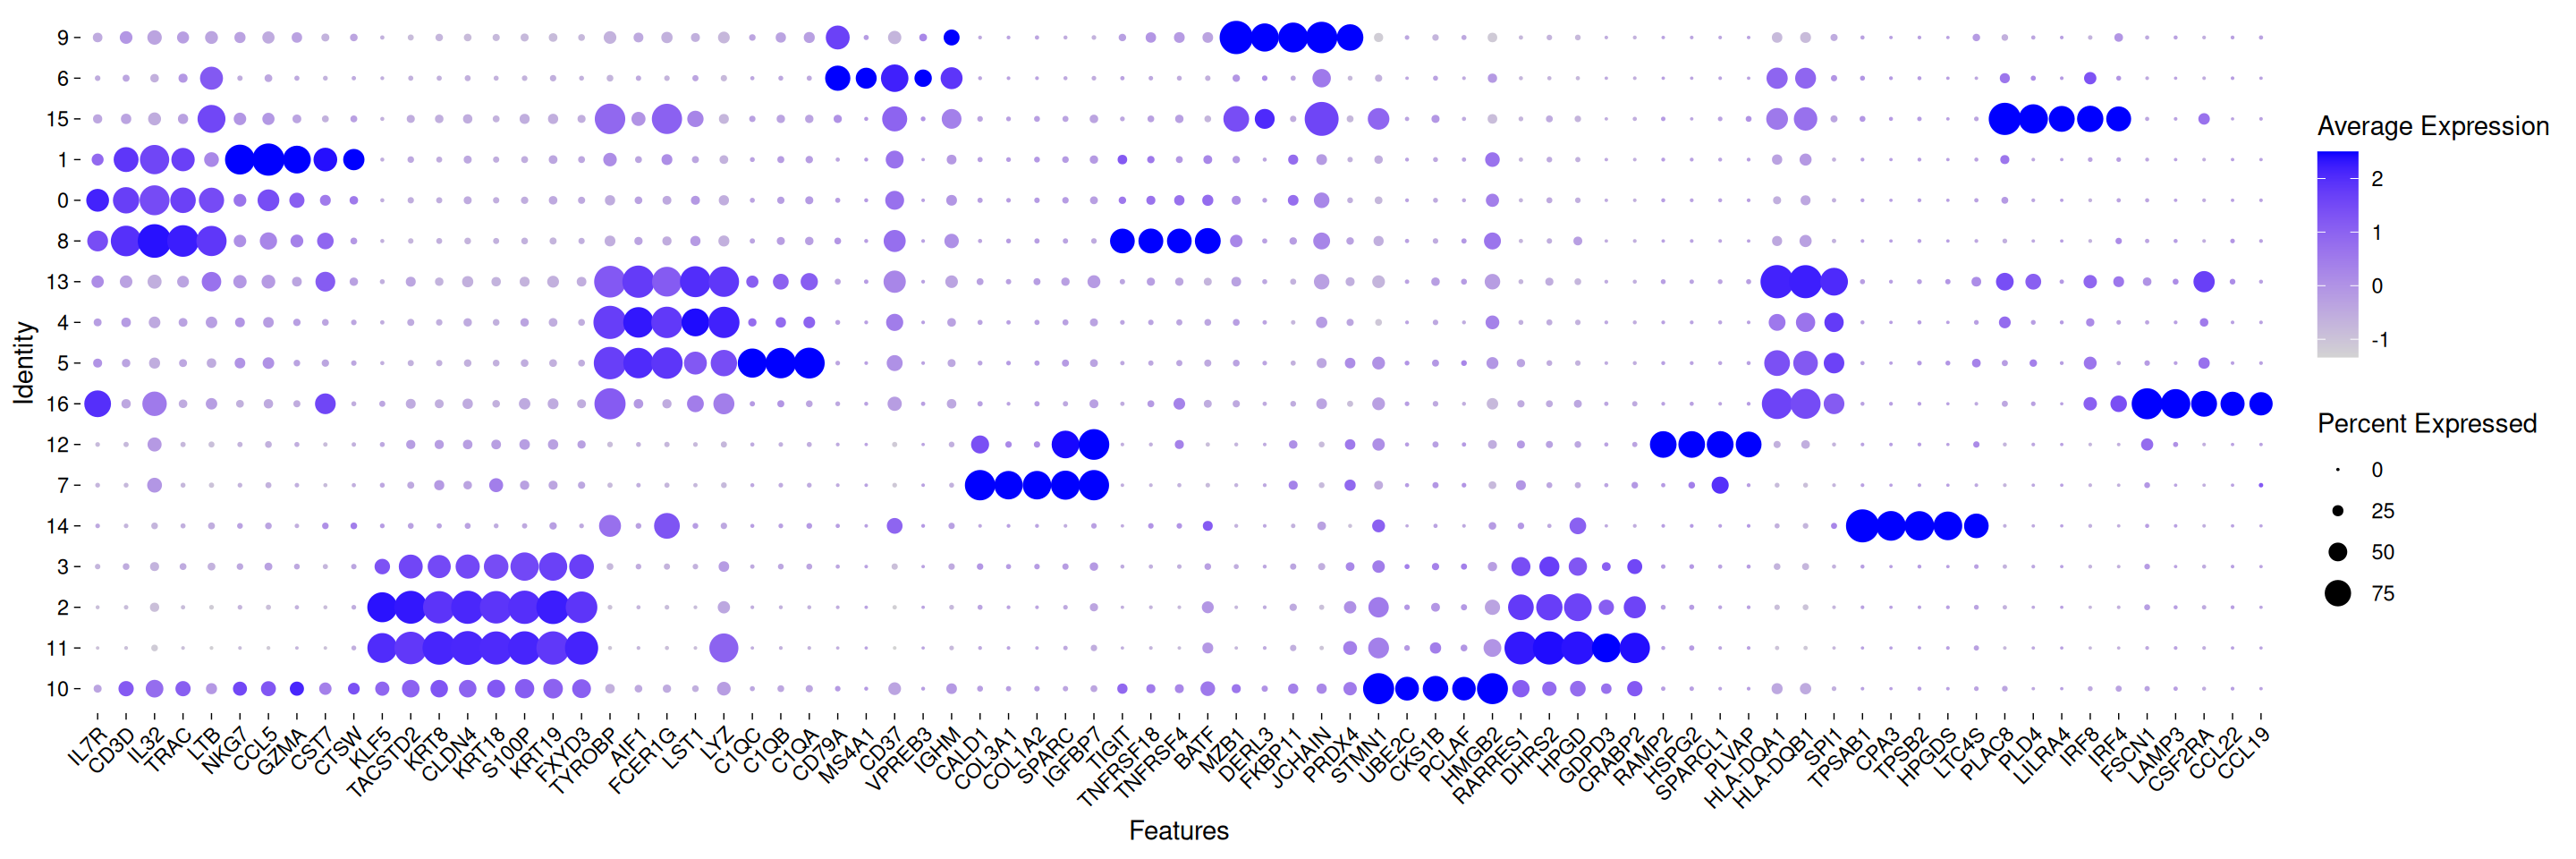 9
6
15
1
0
8
13
4
5
16
12
7
14
3
2
11
10
Identity
IL7R
CD3D
IL32
TRAC
LTB
NKG7
CCL5
GZMA
CST7
CTSW
KLF5
TACSTD2
KRT8
CLDN4
KRT18
S100P
KRT19
FXYD3
TYROBP
AIF1
FCER1G
LST1
LYZ
C1QC
C1QB
C1QA
CD79A
MS4A1
CD37
VPREB3
IGHM
CALD1
COL3A1
COL1A2
SPARC
IGFBP7
TIGIT
TNFRSF18
TNFRSF4
BATF
MZB1
DERL3
FKBP11
JCHAIN
PRDX4
STMN1
UBE2C
CKS1B
PCLAF
HMGB2
RARRES1
DHRS2
HPGD
GDPD3
CRABP2
RAMP2
HSPG2
SPARCL1
PLVAP
HLA-DQA1
HLA-DQB1
SPI1
TPSAB1
CPA3
TPSB2
HPGDS
LTC4S
PLAC8
PLD4
LILRA4
IRF8
IRF4
FSCN1
LAMP3
CSF2RA
CCL22
CCL19
Features
Average Expression
2
1
0
-1
Percent Expressed
0
25
50
75